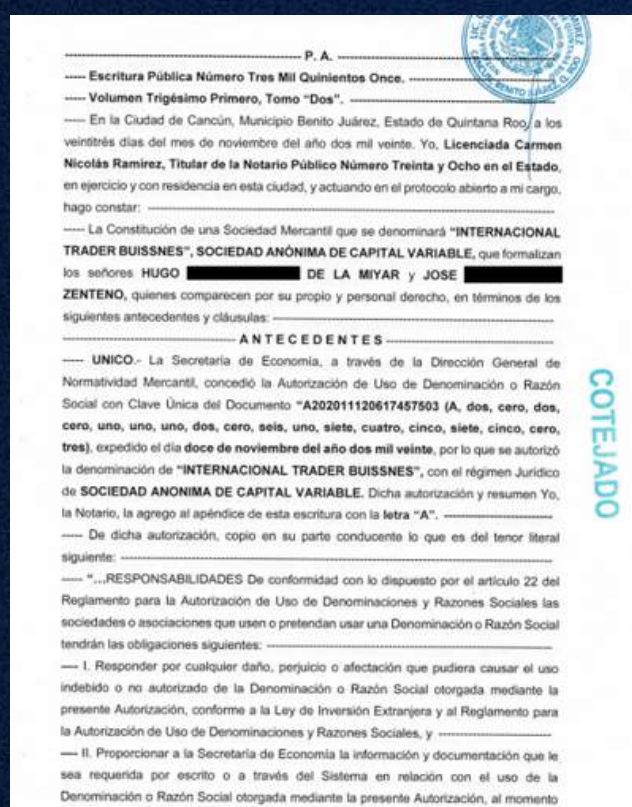 P. A.
----- Escritura Pública Número Tres Mil Quinientos Once. -----
----- Volumen Trigésimo Primero, Tomo “Dos”. -----
----- En la Ciudad de Cancún, Municipio Benito Juárez, Estado de Quintana Roo, a los
veintitrés días del mes de noviembre del año dos mil veinte. Yo, Licenciada Carmen
Nicolás Ramírez, Titular de la Notario Público Número Treinta y Ocho en el Estado,
en ejercicio y con residencia en esta ciudad, y actuando en el protocolo abierto a mi cargo,
hago constar: -----
----- La Constitución de una Sociedad Mercantil que se denominará “INTERNACIONAL
TRADER BUISSNES”, SOCIEDAD ANÓNIMA DE CAPITAL VARIABLE, que formalizan
los señores HUGO DE LA MIYAR y JOSE
ZENTENO, quienes comparecen por su propio y personal derecho, en términos de los
siguientes antecedentes y cláusulas: -----
----- A N T E C E D E N T E S -----
----- UNICO.- La Secretaría de Economía, a través de la Dirección General de
Normatividad Mercantil, concedió la Autorización de Uso de Denominación o Razón
Social con Clave Única del Documento “A202011120617457503 (A, dos, cero, dos,
cero, uno, uno, uno, dos, cero, seis, uno, siete, cuatro, cinco, siete, cinco, cero,
tres), expedido el día doce de noviembre del año dos mil veinte, por lo que se autorizó
la denominación de “INTERNACIONAL TRADER BUISSNES”, con el régimen Jurídico
de SOCIEDAD ANONIMA DE CAPITAL VARIABLE. Dicha autorización y resumen Yo,
la Notario, la agrego al apéndice de esta escritura con la letra “A”. -----
----- De dicha autorización, copio en su parte conducente lo que es del tenor literal
siguiente: -----
----- “...RESPONSABILIDADES De conformidad con lo dispuesto por el artículo 22 del
Reglamento para la Autorización de Uso de Denominaciones y Razones Sociales las
sociedades o asociaciones que usen o pretendan usar una Denominación o Razón Social
tendrán las obligaciones siguientes: -----
---- I. Responder por cualquier daño, perjuicio o afectación que pudiera causar el uso
indebido o no autorizado de la Denominación o Razón Social otorgada mediante la
presente Autorización, conforme a la Ley de Inversión Extranjera y al Reglamento para
la Autorización de Uso de Denominaciones y Razones Sociales, y -----
---- II. Proporcionar a la Secretaría de Economía la información y documentación que le
sea requerida por escrito o a través del Sistema en relación con el uso de la
Denominación o Razón Social otorgada mediante la presente Autorización, al momento
COTEJADO